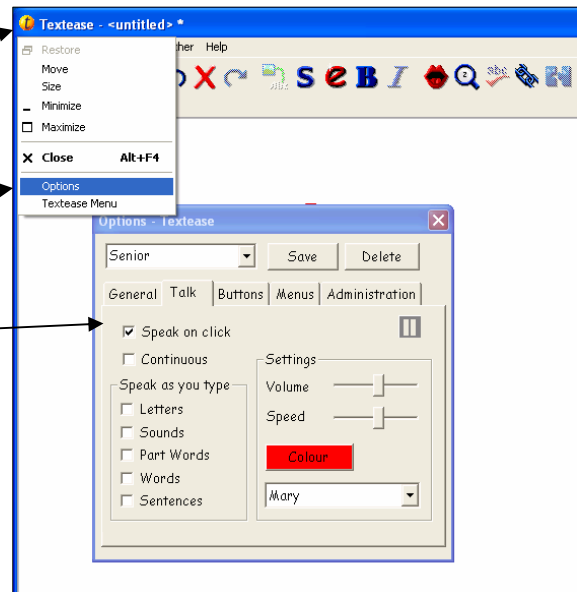 Textease - <untitled> *
Restore
Move
Size
Minimize
Maximize
Close Alt+F4
Options
Textease Menu
Help
S e B I
abc
Options - Textease
Senior
Save
Delete
General
Talk
Buttons
Menus
Administration
Speak on click
Continuous
Speak as you type
Letters
Sounds
Part Words
Words
Sentences
Settings
Volume
Speed
Colour
Mary